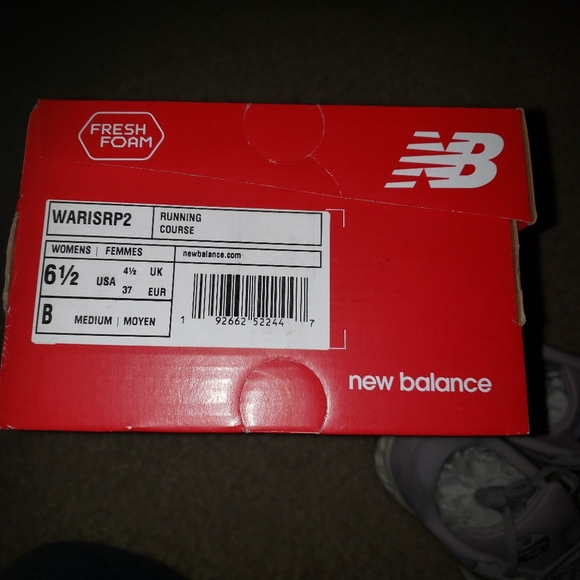 FRESH
FOAM
NB
WARISRP2
RUNNING
COURSE
WOMENS | FEMMES
newbalance.com
6½ USA 4½ UK
37 EUR
B MEDIUM | MOYEN
1 92662 52244 7
new balance